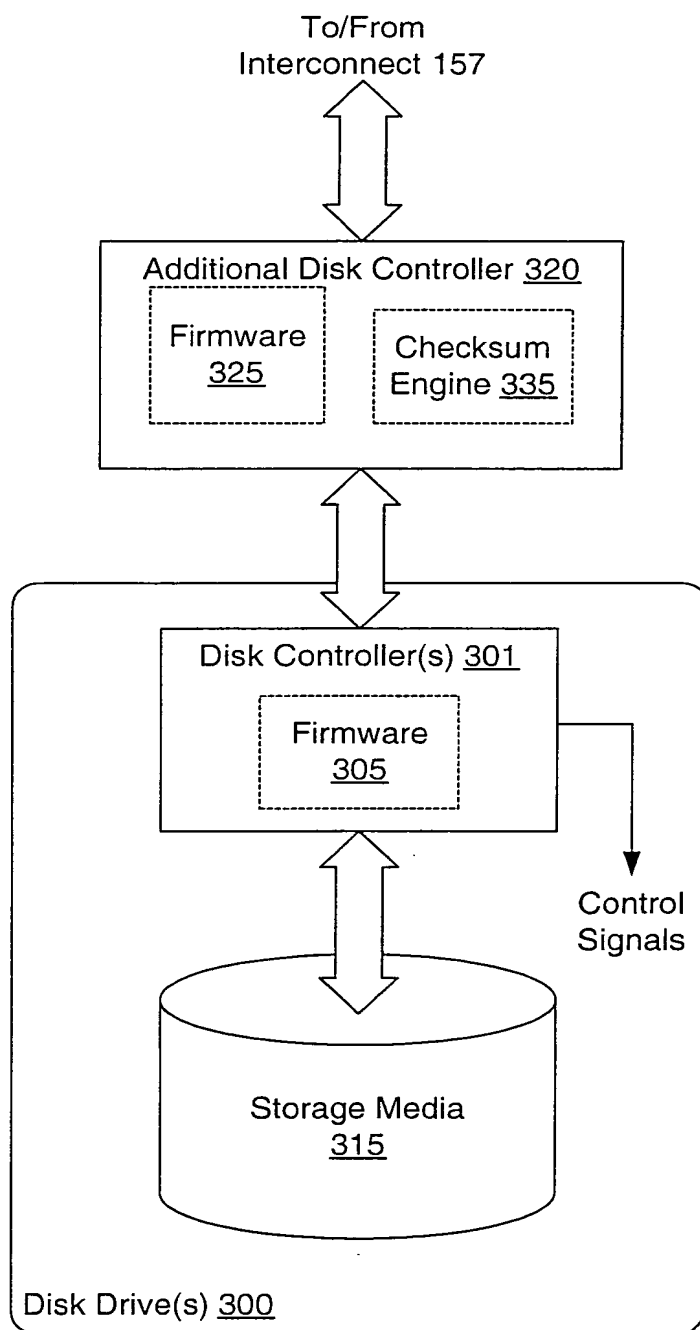 To/From
Interconnect 157
Additional Disk Controller 320
Firmware
325
Checksum
Engine 335
Disk Controller(s) 301
Firmware
305
Control
Signals
Storage Media
315
Disk Drive(s) 300